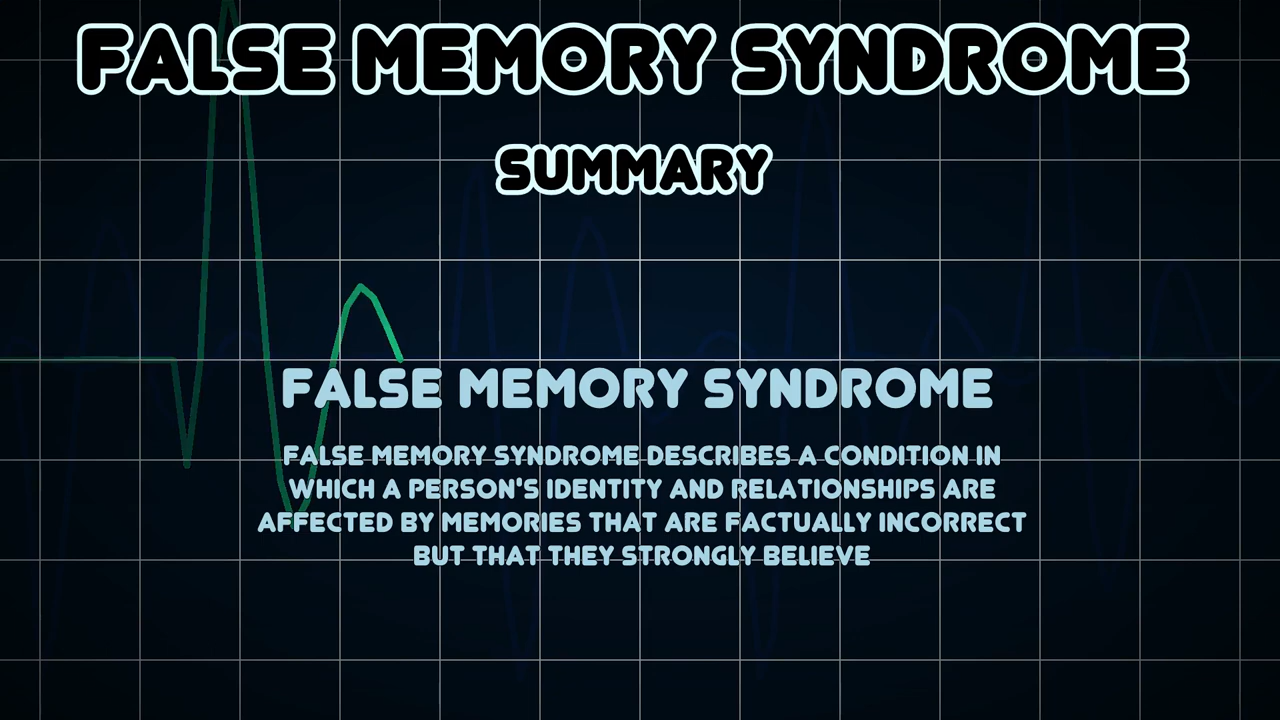 FALSE MEMORY SYNDROME
SUMMARY
FALSE MEMORY SYNDROME
FALSE MEMORY SYNDROME DESCRIBES A CONDITION IN
WHICH A PERSON'S IDENTITY AND RELATIONSHIPS ARE
AFFECTED BY MEMORIES THAT ARE FACTUALLY INCORRECT
BUT THAT THEY STRONGLY BELIEVE